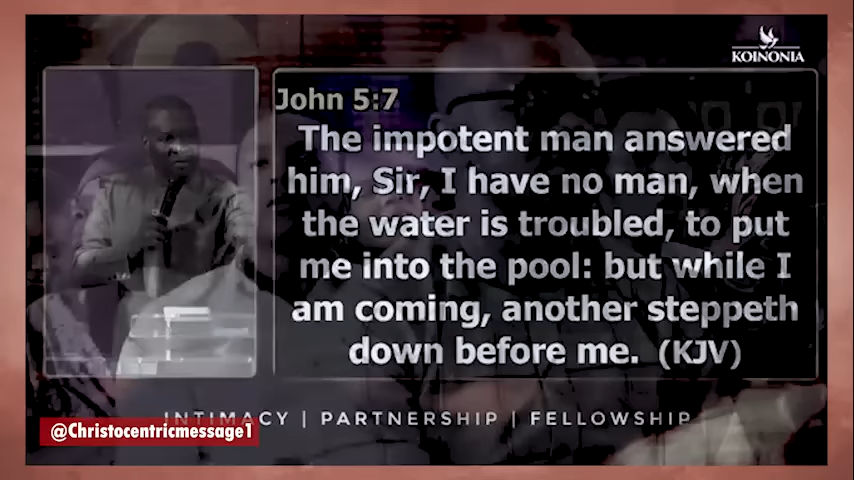 KOINONIA
John 5:7
The impotent man answered
him, Sir, I have no man, when
the water is troubled, to put
me into the pool: but while I
am coming, another steppeth
down before me. (KJV)
INTIMACY | PARTNERSHIP | FELLOWSHIP
@Christocentricmessage1